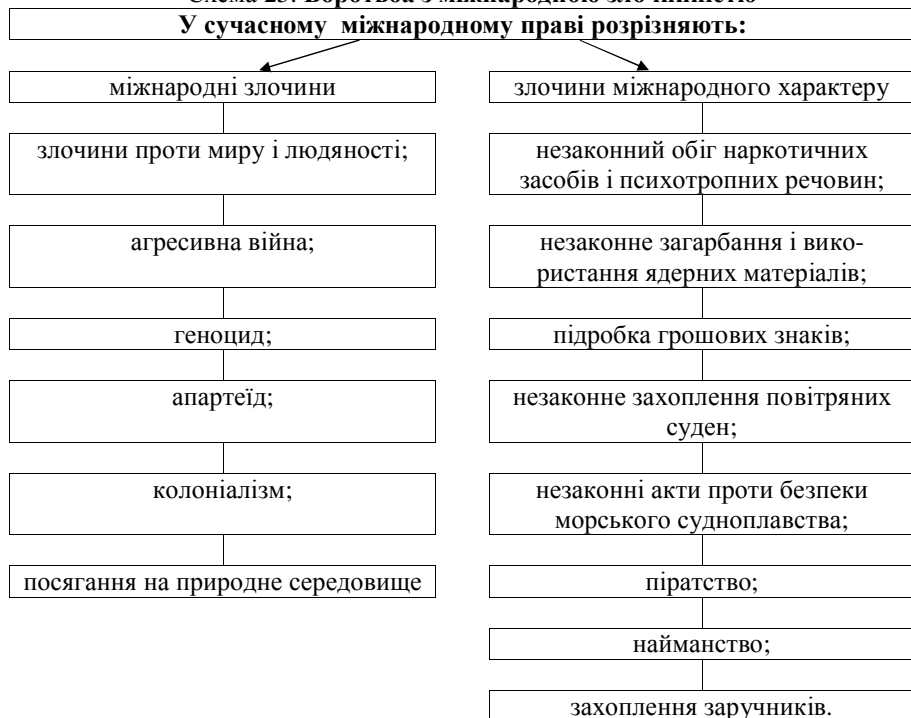 У сучасному міжнародному праві розрізняють:
міжнародні злочини
злочини проти миру і людяності;
агресивна війна;
геноцид;
апартеїд;
колоніалізм;
посягання на природне середовище
злочини міжнародного характеру
незаконний обіг наркотичних
засобів і психотропних речовин;
незаконне загарбання і вико-
ристання ядерних матеріалів;
підробка грошових знаків;
незаконне захоплення повітряних
суден;
незаконні акти проти безпеки
морського судноплавства;
піратство;
найманство;
захоплення заручників.